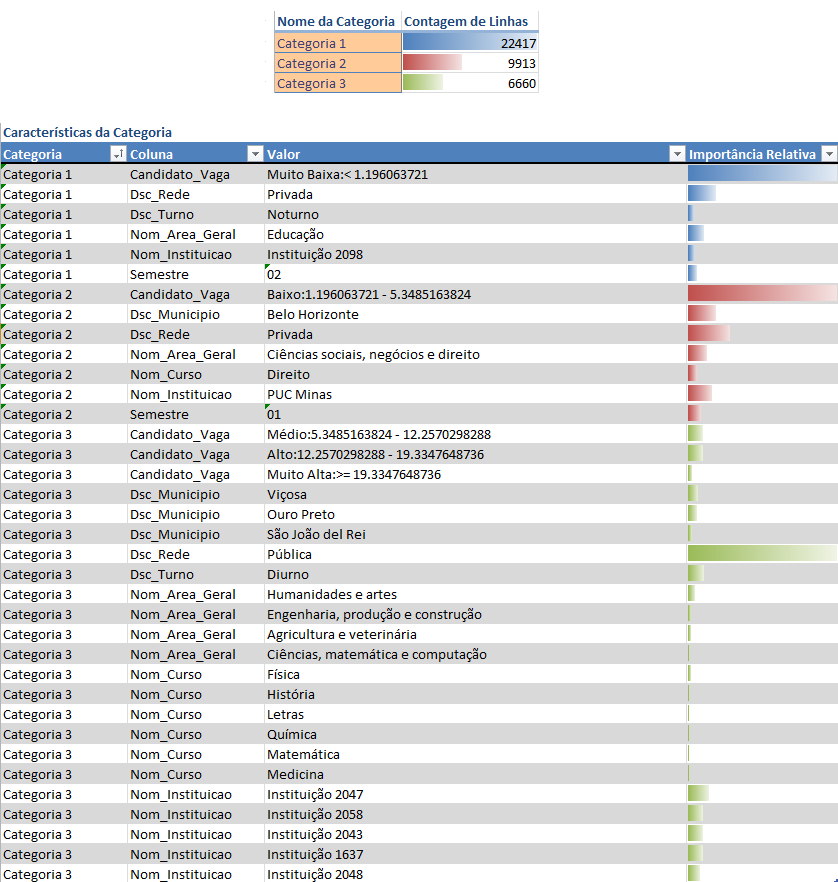 Nome da Categoria Contagem de Linhas
Categoria 1 22417
Categoria 2 9913
Categoria 3 6660
Características da Categoria
Categoria Coluna Valor Importância Relativa
Categoria 1 Candidato_Vaga Muito Baixa:< 1.196063721
Categoria 1 Dsc_Rede Privada
Categoria 1 Dsc_Turno Noturno
Categoria 1 Nom_Area_Geral Educação
Categoria 1 Nom_Instituicao Instituição 2098
Categoria 1 Semestre 02
Categoria 2 Candidato_Vaga Baixo:1.196063721 - 5.3485163824
Categoria 2 Dsc_Municipio Belo Horizonte
Categoria 2 Dsc_Rede Privada
Categoria 2 Nom_Area_Geral Ciências sociais, negócios e direito
Categoria 2 Nom_Curso Direito
Categoria 2 Nom_Instituicao PUC Minas
Categoria 2 Semestre 01
Categoria 3 Candidato_Vaga Médio:5.3485163824 - 12.2570298288
Categoria 3 Candidato_Vaga Alto:12.2570298288 - 19.3347648736
Categoria 3 Candidato_Vaga Muito Alta:>= 19.3347648736
Categoria 3 Dsc_Municipio Viçosa
Categoria 3 Dsc_Municipio Ouro Preto
Categoria 3 Dsc_Municipio São João del Rei
Categoria 3 Dsc_Rede Pública
Categoria 3 Dsc_Turno Diurno
Categoria 3 Nom_Area_Geral Humanidades e artes
Categoria 3 Nom_Area_Geral Engenharia, produção e construção
Categoria 3 Nom_Area_Geral Agricultura e veterinária
Categoria 3 Nom_Area_Geral Ciências, matemática e computação
Categoria 3 Nom_Curso Física
Categoria 3 Nom_Curso História
Categoria 3 Nom_Curso Letras
Categoria 3 Nom_Curso Química
Categoria 3 Nom_Curso Matemática
Categoria 3 Nom_Curso Medicina
Categoria 3 Nom_Instituicao Instituição 2047
Categoria 3 Nom_Instituicao Instituição 2058
Categoria 3 Nom_Instituicao Instituição 2043
Categoria 3 Nom_Instituicao Instituição 1637
Categoria 3 Nom_Instituicao Instituição 2048